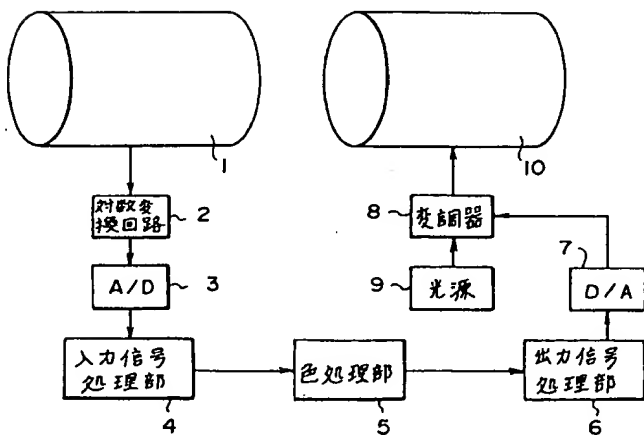 1
10
対数変
換回路
2
8
変調器
7
A/D
3
9
光源
D/A
入力信号
処理部
色処理部
出力信号
処理部
4
5
6